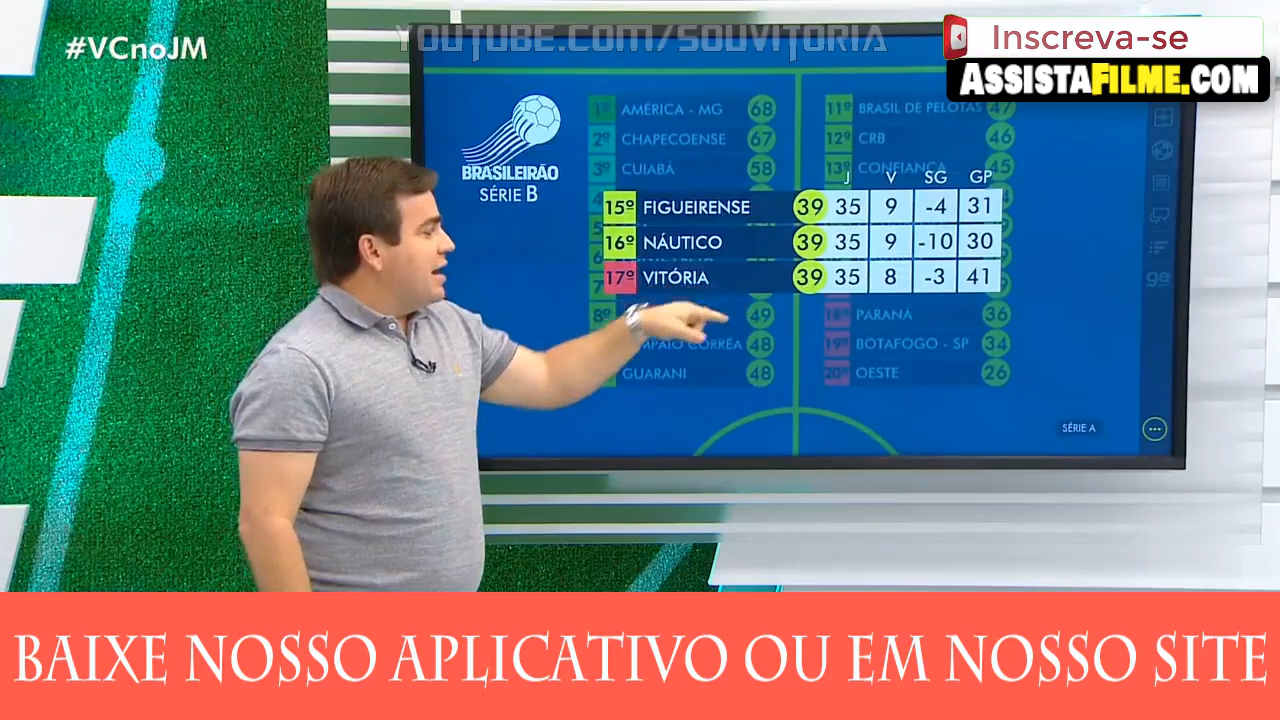 #VCnoJM
YOUTUBE.COM/SOUVITORIA
Inscreva-se
ASSISTAFILME.COM
BRASILEIRÃO
SÉRIE B
1º AMÉRICA - MG 68
2º CHAPECOENSE 67
3º CUIABÁ 58
11º BRASIL DE PELOTAS 47
12º CRB 46
13º CONFIANÇA 45
J V SG GP
15º FIGUEIRENSE 39 35 9 -4 31
16º NÁUTICO 39 35 9 -10 30
17º VITÓRIA 39 35 8 -3 41
8º 49
CORRÊA 48
GUARANI 48
18º PARANÁ 36
19º BOTAFOGO - SP 34
20º OESTE 26
ge
SÉRIE A
BAIXE NOSSO APLICATIVO OU EM NOSSO SITE